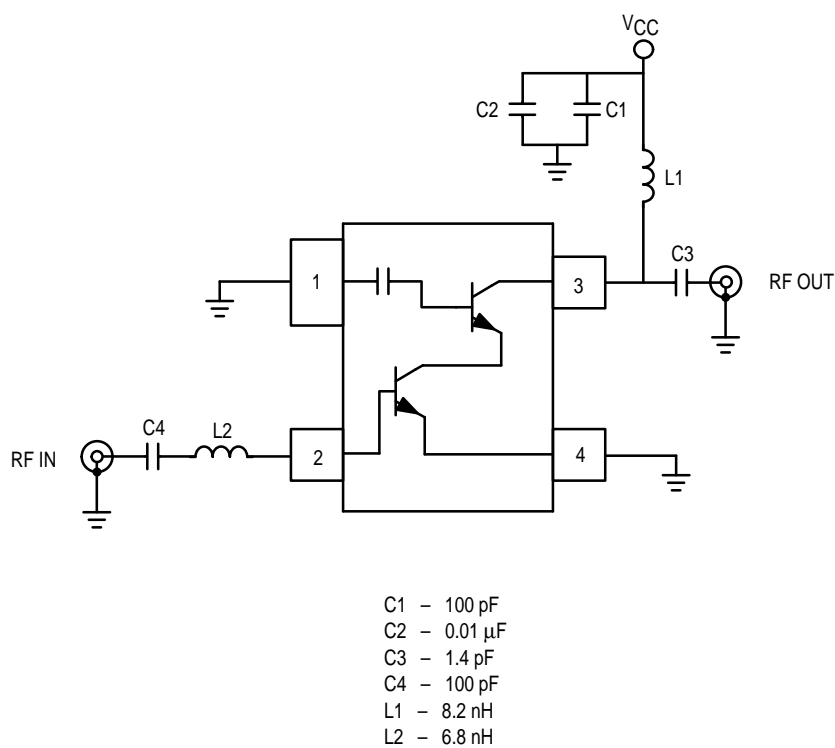 VCC
C2
C1
L1
1
3
C3
RF OUT
C4
L2
RF IN
2
4
C1 – 100 pF
C2 – 0.01 μF
C3 – 1.4 pF
C4 – 100 pF
L1 – 8.2 nH
L2 – 6.8 nH